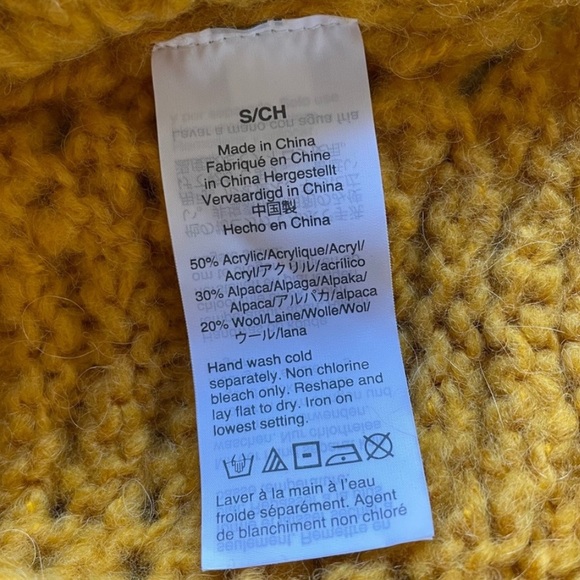 S/CH
Made in China
Fabriqué en Chine
in China Hergestellt
Vervaardigd in China
中国製
Hecho en China
50% Acrylic/Acrylique/Acryl/
Acryl/アクリル/acrílico
30% Alpaca/Alpaga/Alpaka/
Alpaca/アルパカ/alpaca
20% Wool/Laine/Wolle/Wol/
ウール/lana
Hand wash cold
separately. Non chlorine
bleach only. Reshape and
lay flat to dry. Iron on
lowest setting.
Laver à la main à l'eau
froide séparément. Agent
de blanchiment non chloré